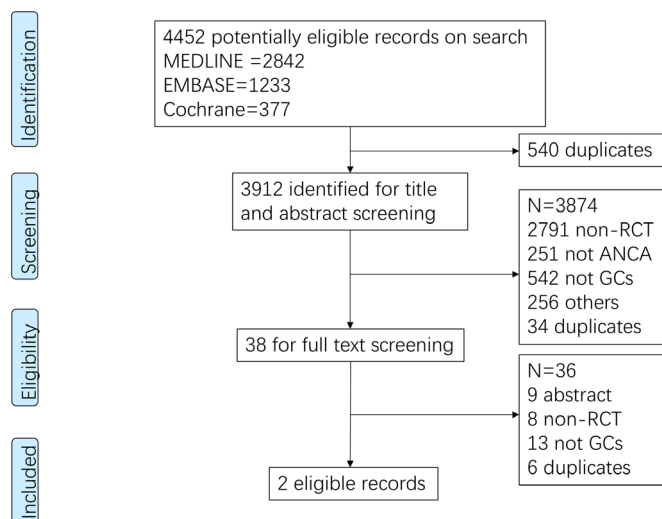 Identification
4452 potentially eligible records on search
MEDLINE =2842
EMBASE=1233
Cochrane=377
540 duplicates
Screening
3912 identified for title
and abstract screening
N=3874
2791 non-RCT
251 not ANCA
542 not GCs
256 others
34 duplicates
Eligibility
38 for full text screening
N=36
9 abstract
8 non-RCT
13 not GCs
6 duplicates
Included
2 eligible records